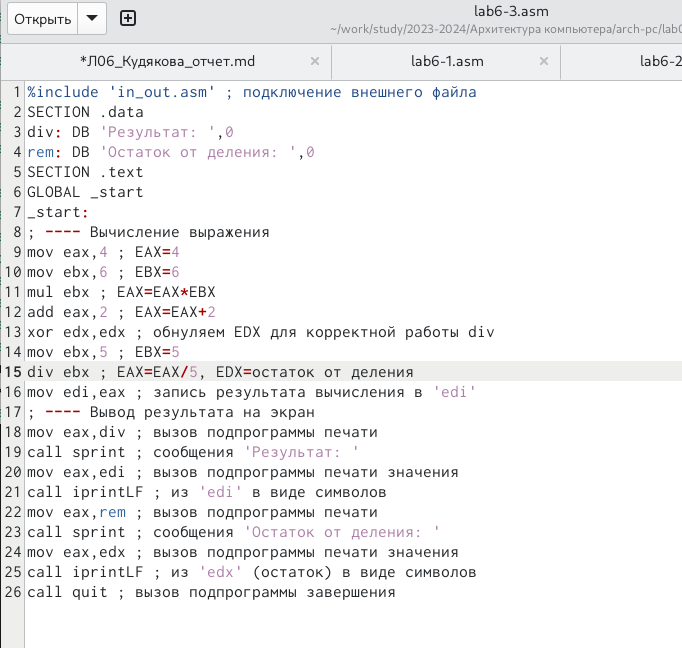 Открыть
lab6-3.asm
~/work/study/2023-2024/Архитектура компьютера/arch-pc/lab0
*Л06_Кудякова_отчет.md
lab6-1.asm
lab6-2
1 %include 'in_out.asm' ; подключение внешнего файла
2 SECTION .data
3 div: DB 'Результат: ',0
4 rem: DB 'Остаток от деления: ',0
5 SECTION .text
6 GLOBAL _start
7 _start:
8 ; ---- Вычисление выражения
9 mov eax,4 ; EAX=4
10 mov ebx,6 ; EBX=6
11 mul ebx ; EAX=EAX*EBX
12 add eax,2 ; EAX=EAX+2
13 xor edx,edx ; обнуляем EDX для корректной работы div
14 mov ebx,5 ; EBX=5
15 div ebx ; EAX=EAX/5, EDX=остаток от деления
16 mov edi,eax ; запись результата вычисления в 'edi'
17 ; ---- Вывод результата на экран
18 mov eax,div ; вызов подпрограммы печати
19 call sprint ; сообщения 'Результат: '
20 mov eax,edi ; вызов подпрограммы печати значения
21 call iprintLF ; из 'edi' в виде символов
22 mov eax,rem ; вызов подпрограммы печати
23 call sprint ; сообщения 'Остаток от деления: '
24 mov eax,edx ; вызов подпрограммы печати значения
25 call iprintLF ; из 'edx' (остаток) в виде символов
26 call quit ; вызов подпрограммы завершения